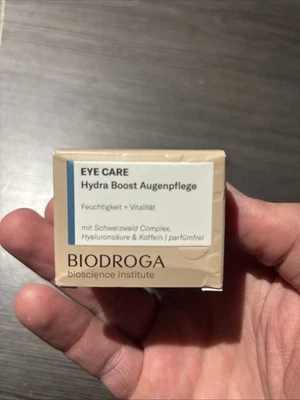 EYE CARE
Hydra Boost Augenpflege
Feuchtigkeit + Vitalität
mit Schwarzwald Complex,
Hyaluronsäure & Koffein | parfümfrei
BIODROGA
bioscience institute